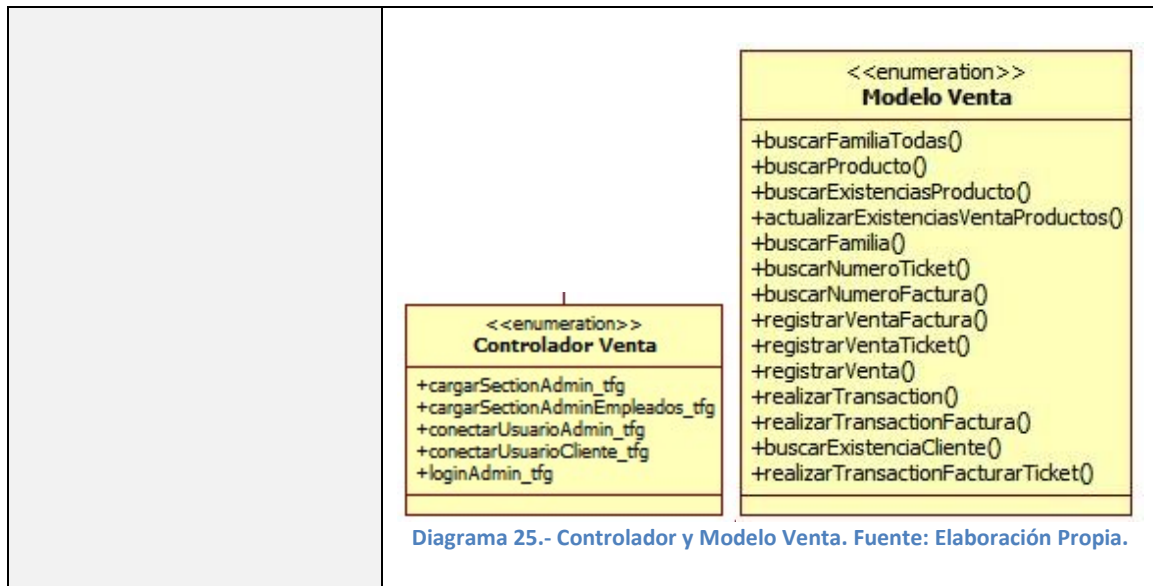 <<enumeration>>
Controlador Venta
+cargarSectionAdmin_tfg
+cargarSectionAdminEmpleados_tfg
+conectarUsuarioAdmin_tfg
+conectarUsuarioCliente_tfg
+loginAdmin_tfg
<<enumeration>>
Modelo Venta
+buscarFamiliaTodas()
+buscarProducto()
+buscarExistenciasProducto()
+actualizarExistenciasVentaProductos()
+buscarFamilia()
+buscarNumeroTicket()
+buscarNumeroFactura()
+registrarVentaFactura()
+registrarVentaTicket()
+registrarVenta()
+realizarTransaction()
+realizarTransactionFactura()
+buscarExistenciaCliente()
+realizarTransactionFacturarTicket()
Diagrama 25.- Controlador y Modelo Venta. Fuente: Elaboración Propia.